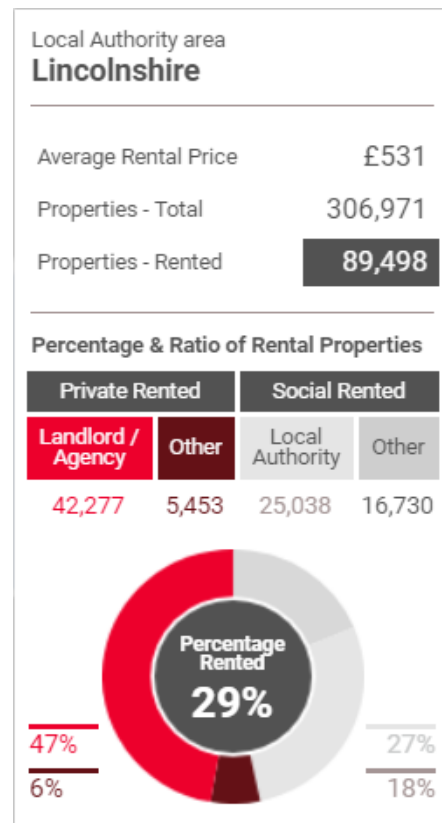 Local Authority area
Lincolnshire
Average Rental Price £531
Properties - Total 306,971
Properties - Rented 89,498
Percentage & Ratio of Rental Properties
Private Rented Social Rented
Landlord / Agency Other Local Authority Other
42,277 5,453 25,038 16,730
Percentage
Rented
29%
47% 27%
6% 18%